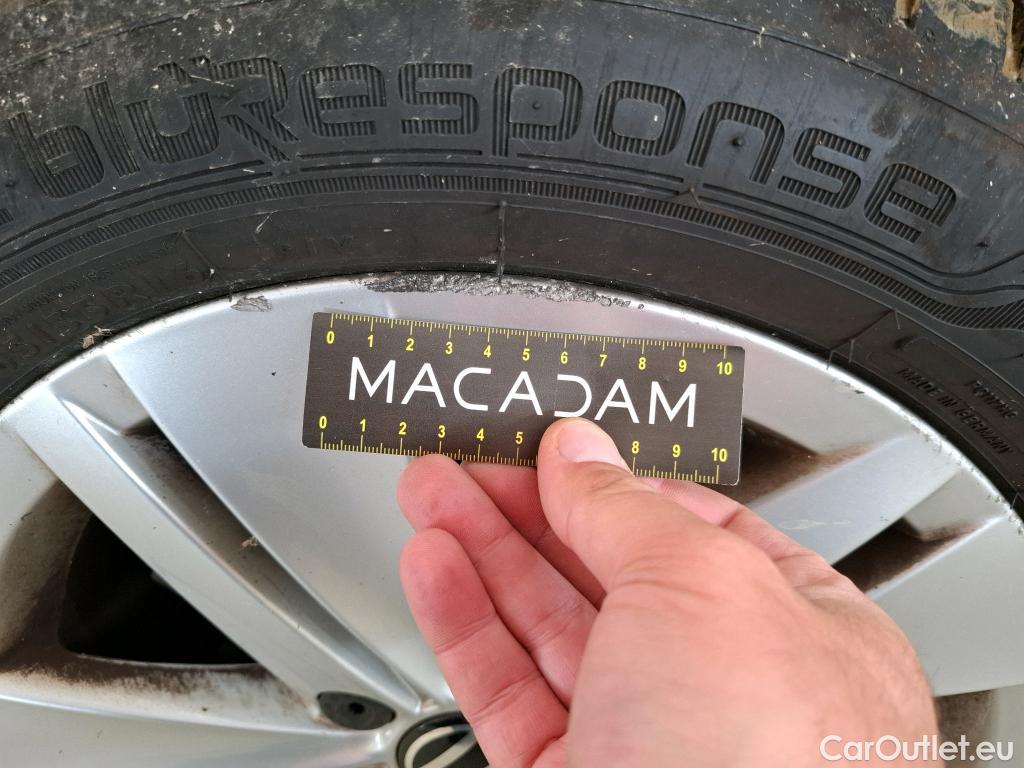 bluResponse
0 1 2 3 4 5 6 7 8 9 10
MACADAM
0 1 2 3 4 5 8 9 10
MADE IN GERMANY
CarOutlet.eu